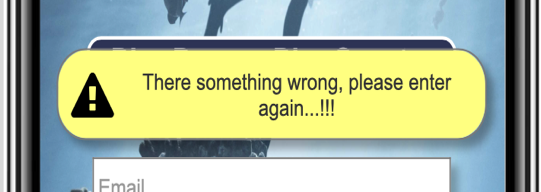 There something wrong, please enter
again...!!!
Email